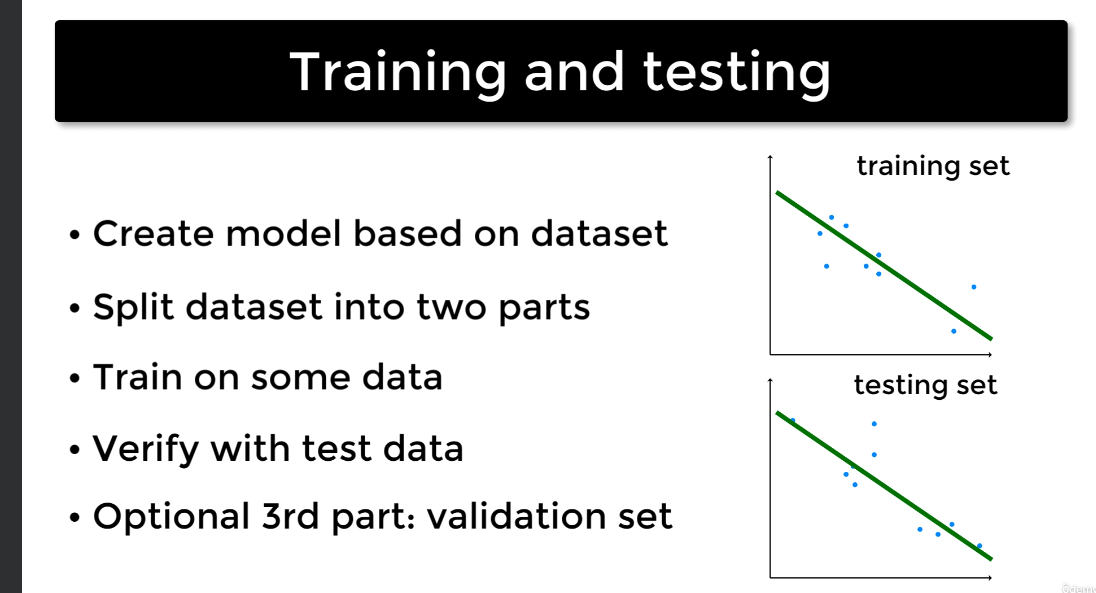 Training and testing
• Create model based on dataset
• Split dataset into two parts
• Train on some data
• Verify with test data
• Optional 3rd part: validation set
training set
testing set